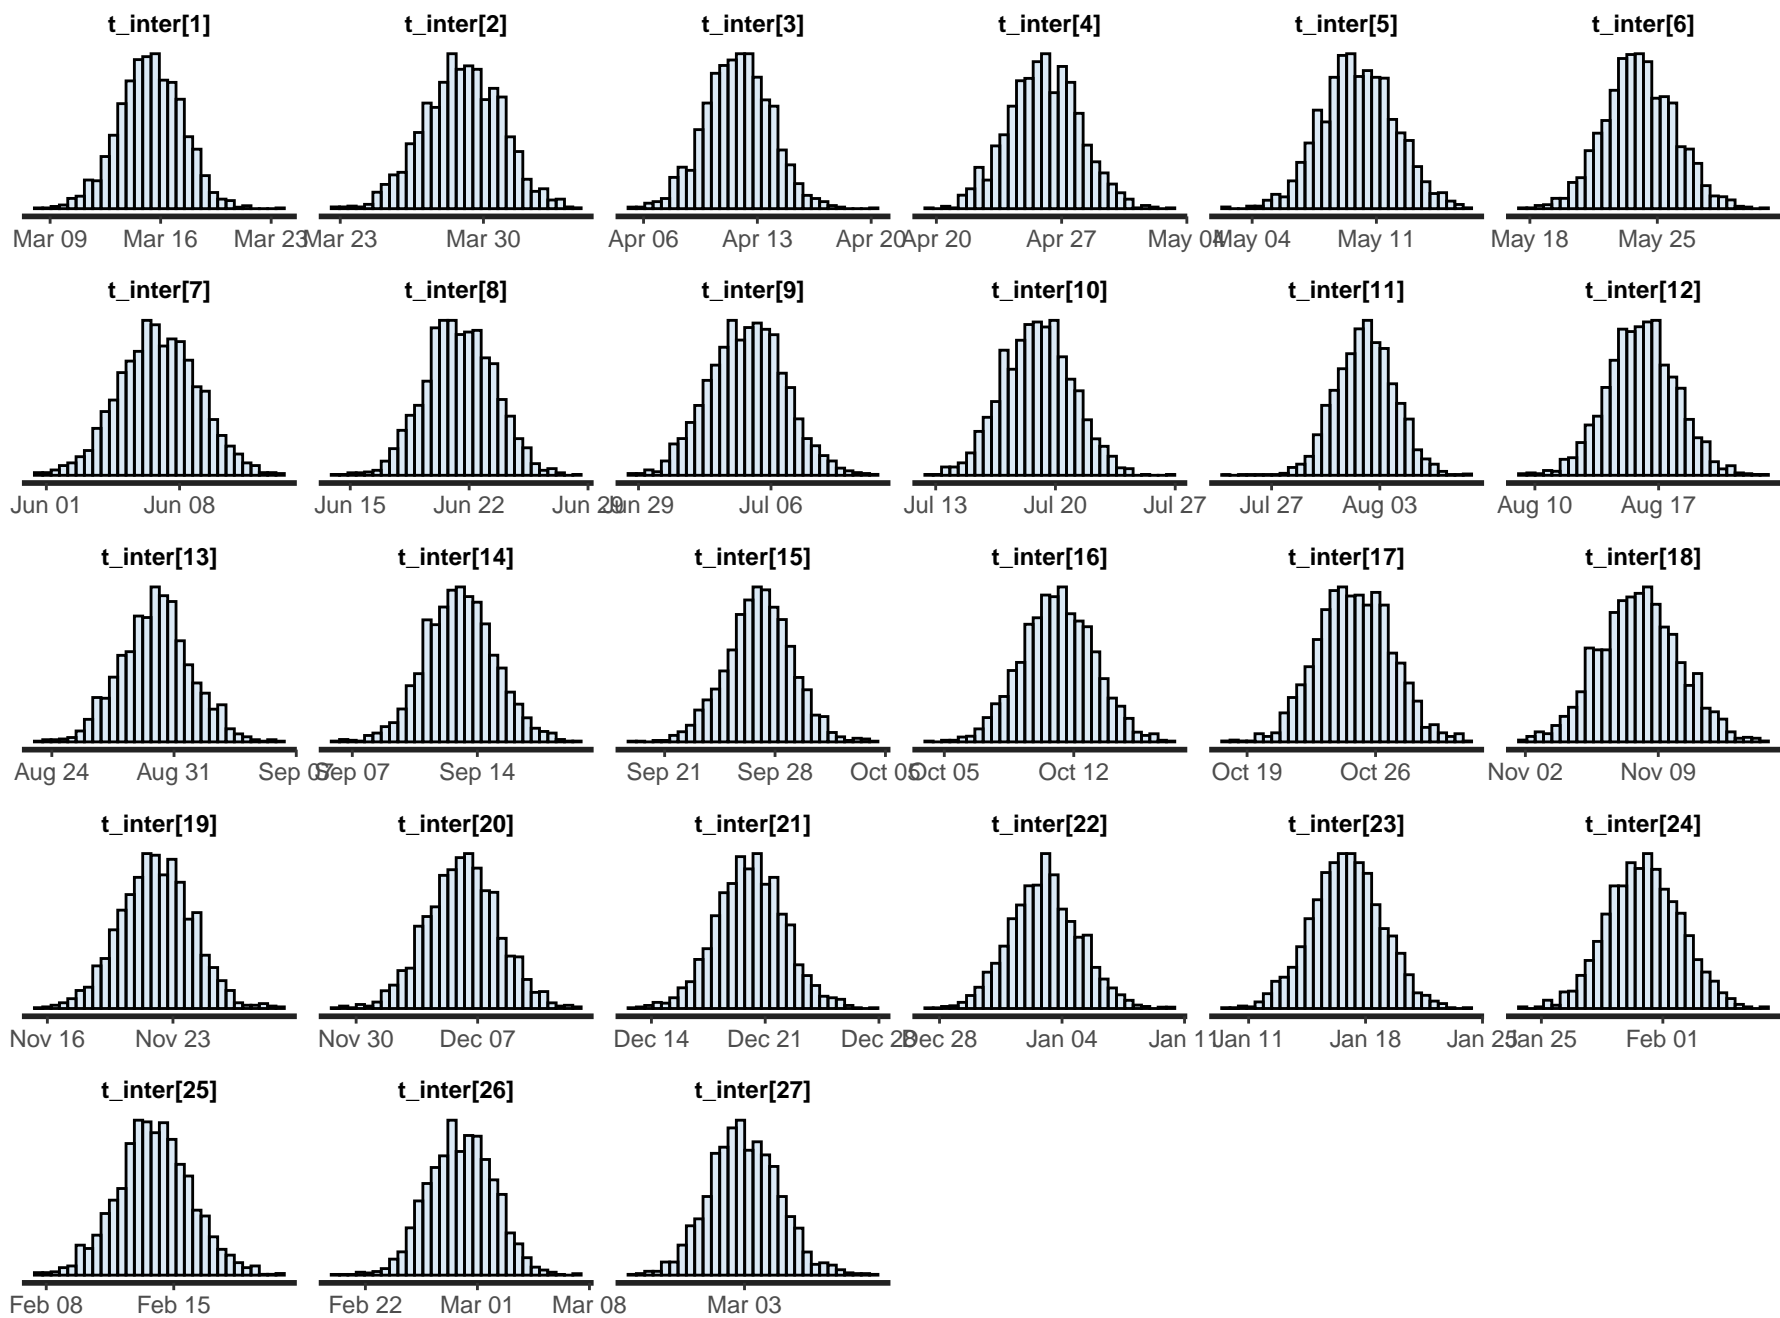 t_inter[1] t_inter[2] t_inter[3] t_inter[4] t_inter[5] t_inter[6]
Mar 09 Mar 16 Mar 23 Mar 23 Mar 30 Apr 06 Apr 13 Apr 20 Apr 20 Apr 27 May 04 May 04 May 11 May 18 May 25
t_inter[7] t_inter[8] t_inter[9] t_inter[10] t_inter[11] t_inter[12]
Jun 01 Jun 08 Jun 15 Jun 22 Jun 29 Jun 29 Jul 06 Jul 13 Jul 20 Jul 27 Jul 27 Aug 03 Aug 10 Aug 17
t_inter[13] t_inter[14] t_inter[15] t_inter[16] t_inter[17] t_inter[18]
Aug 24 Aug 31 Sep 07 Sep 07 Sep 14 Sep 21 Sep 28 Oct 05 Oct 05 Oct 12 Oct 19 Oct 26 Nov 02 Nov 09
t_inter[19] t_inter[20] t_inter[21] t_inter[22] t_inter[23] t_inter[24]
Nov 16 Nov 23 Nov 30 Dec 07 Dec 14 Dec 21 Dec 28 Dec 28 Jan 04 Jan 11 Jan 11 Jan 18 Jan 25 Jan 25 Feb 01
t_inter[25] t_inter[26] t_inter[27]
Feb 08 Feb 15 Feb 22 Mar 01 Mar 08 Mar 03